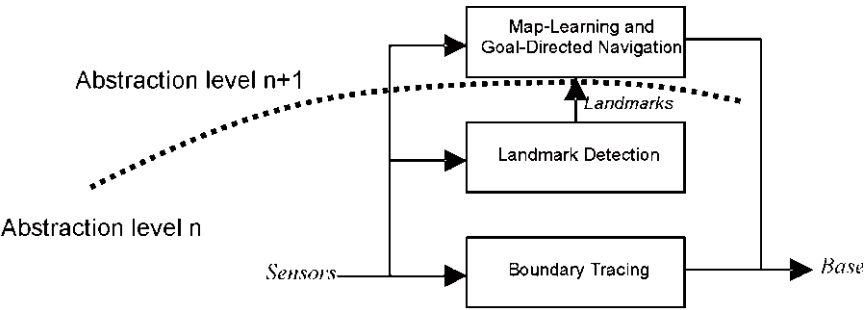 Map-Learning and
Goal-Directed Navigation
Abstraction level n+1
Landmarks
Landmark Detection
Abstraction level n
Sensors
Boundary Tracing
Base